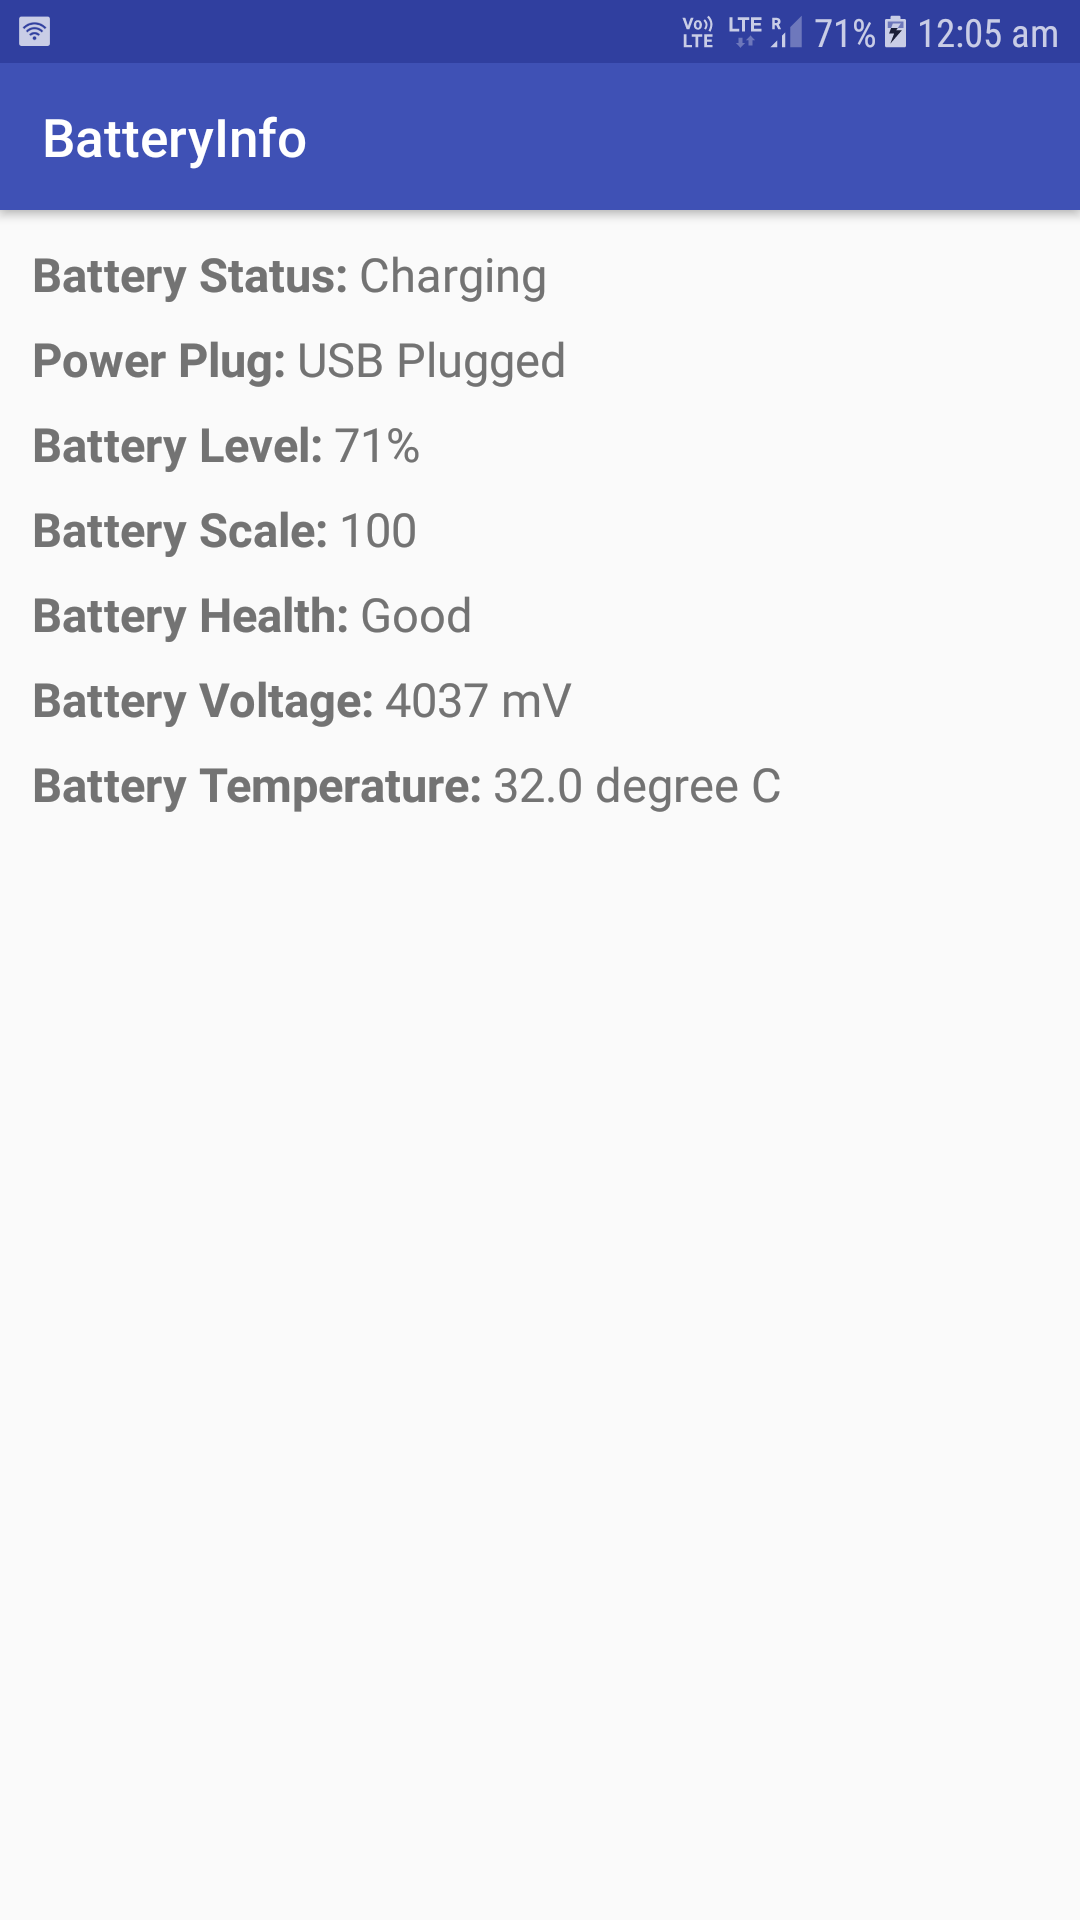 Vo)) LTE R 71% 12:05 am
LTE
BatteryInfo
Battery Status: Charging
Power Plug: USB Plugged
Battery Level: 71%
Battery Scale: 100
Battery Health: Good
Battery Voltage: 4037 mV
Battery Temperature: 32.0 degree C